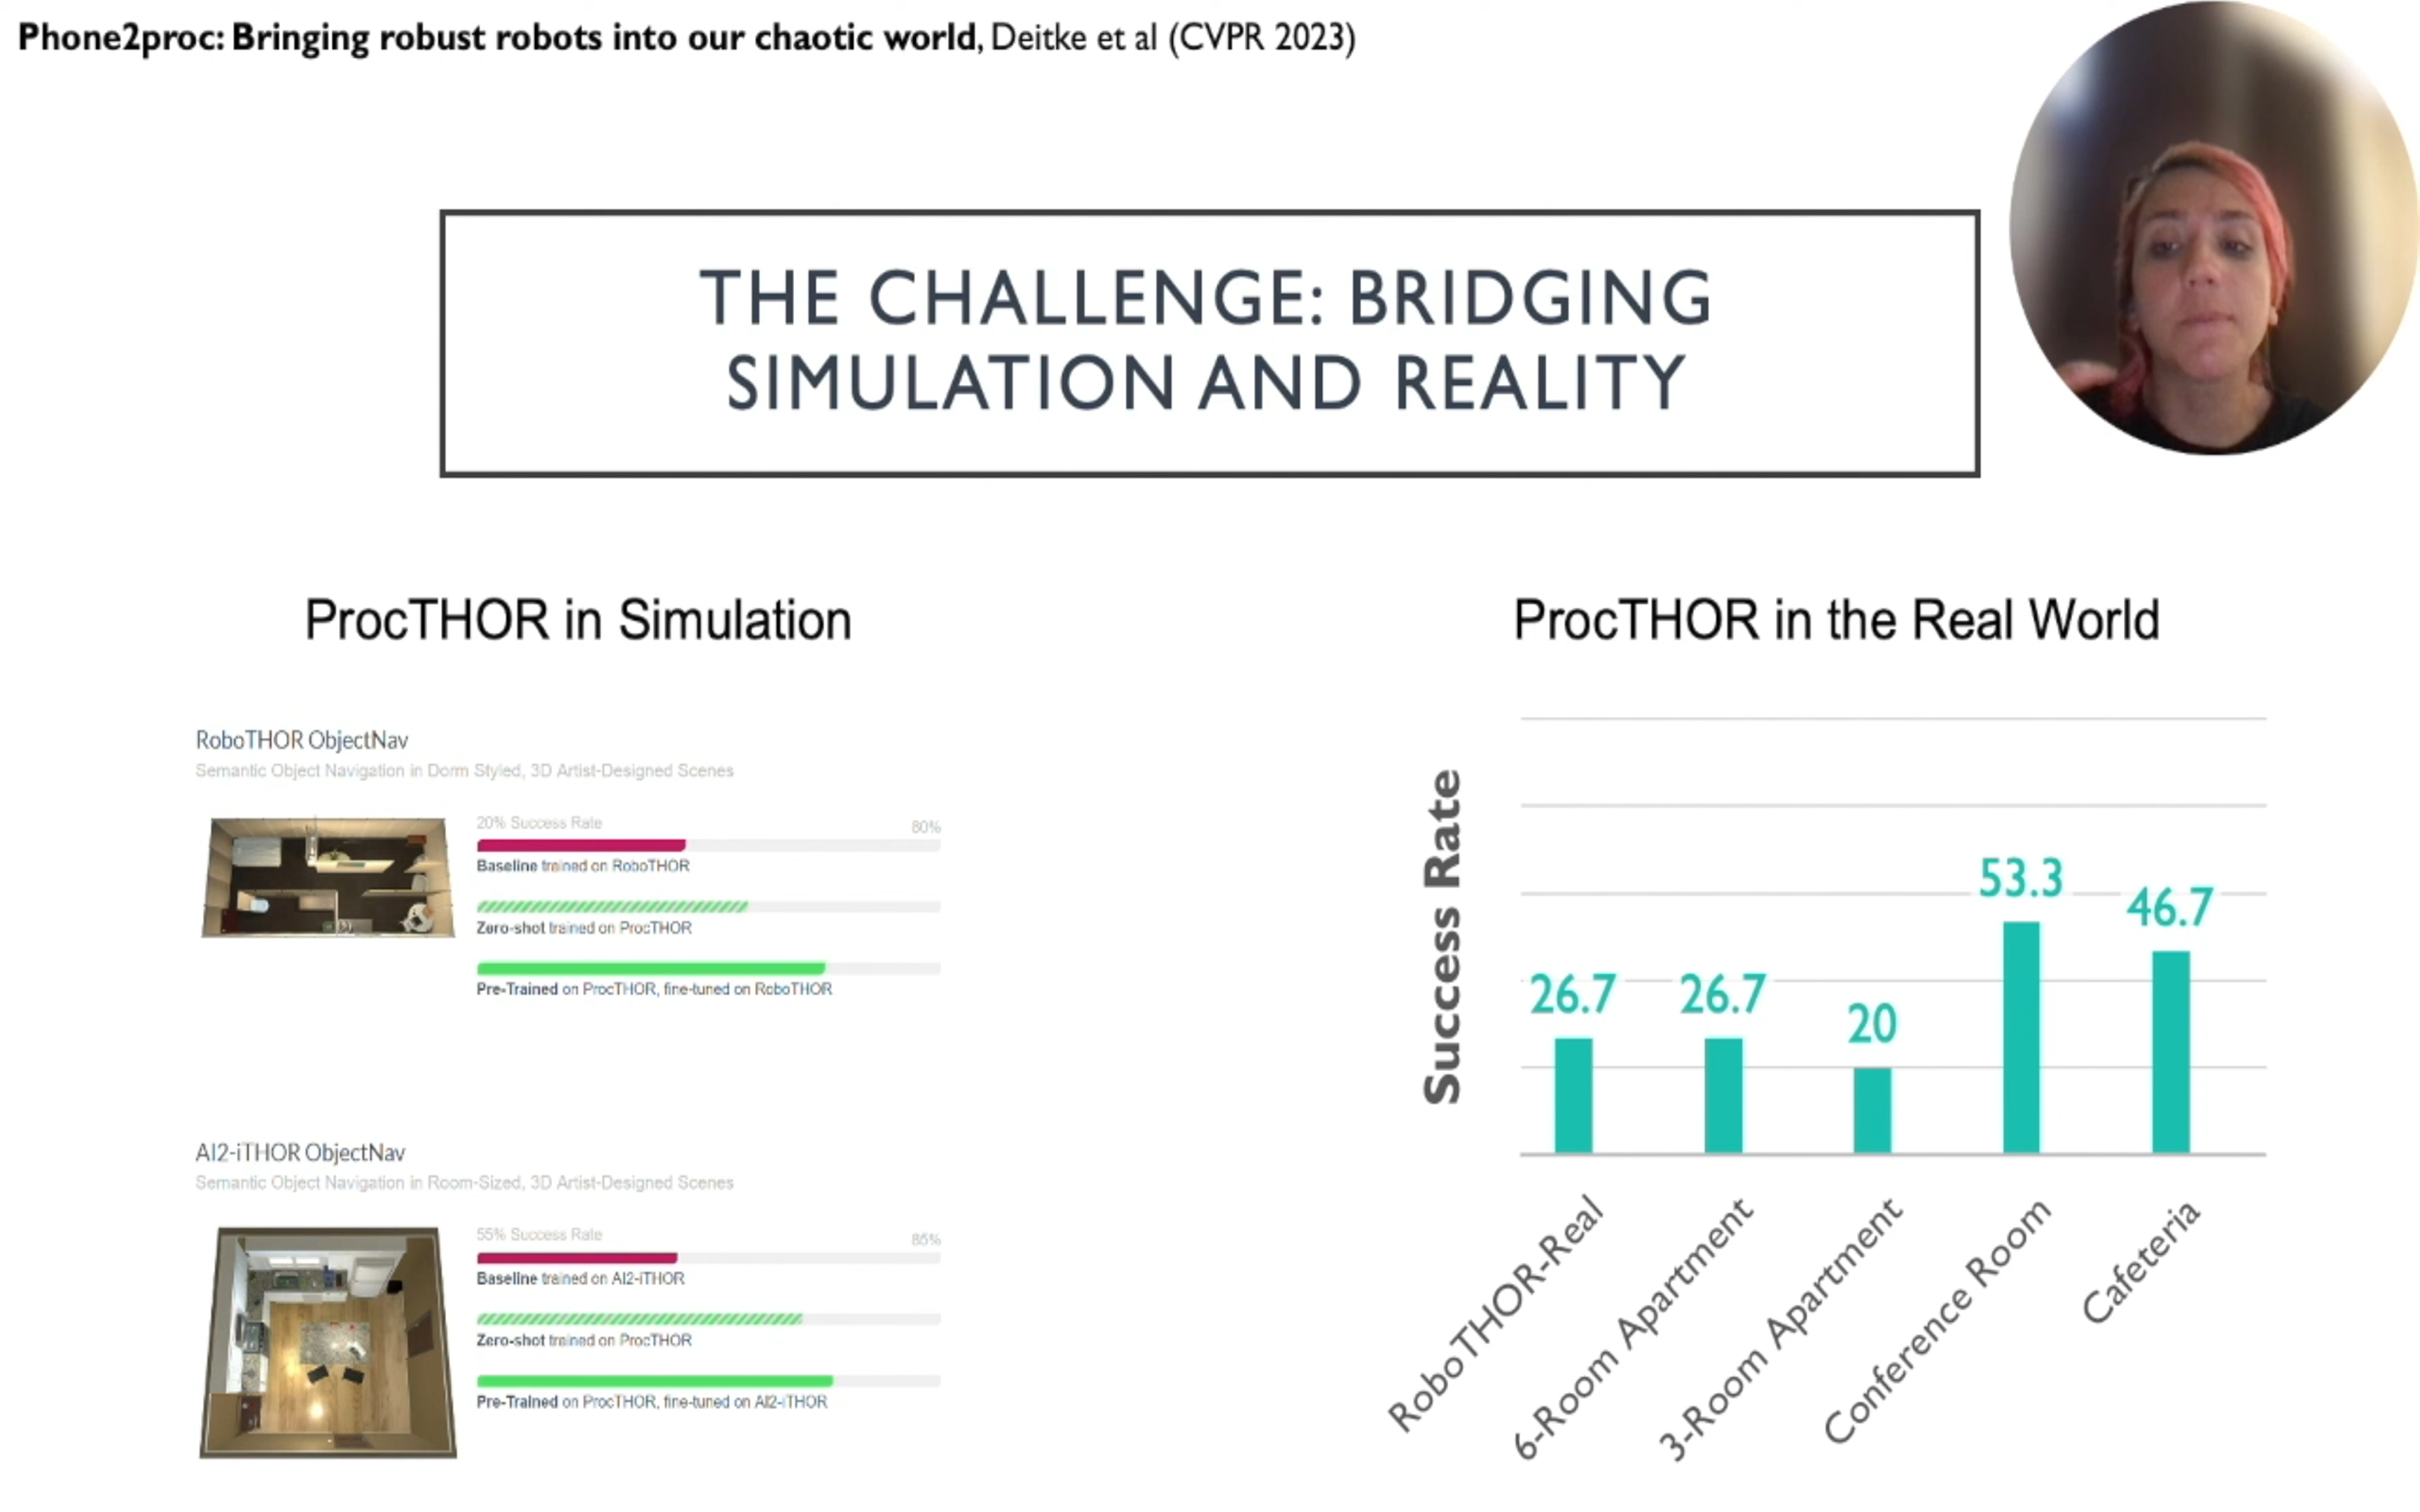 Phone2proc: Bringing robust robots into our chaotic world, Deitke et al (CVPR 2023)
THE CHALLENGE: BRIDGING
SIMULATION AND REALITY
ProcTHOR in Simulation
RoboTHOR ObjectNav
Semantic Object Navigation in Dorm Styled, 3D Artist-Designed Scenes
20% Success Rate
80%
Baseline trained on RoboTHOR
Zero-shot trained on ProcTHOR
Pre-Trained on ProcTHOR, fine-tuned on RoboTHOR
AI2-iTHOR ObjectNav
Semantic Object Navigation in Room-Sized, 3D Artist-Designed Scenes
55% Success Rate
85%
Baseline trained on AI2-iTHOR
Zero-shot trained on ProcTHOR
Pre-Trained on ProcTHOR, fine-tuned on AI2-iTHOR
ProcTHOR in the Real World
Success Rate
26.7
26.7
20
53.3
46.7
RoboTHOR-Real
6-Room Apartment
3-Room Apartment
Conference Room
Cafeteria